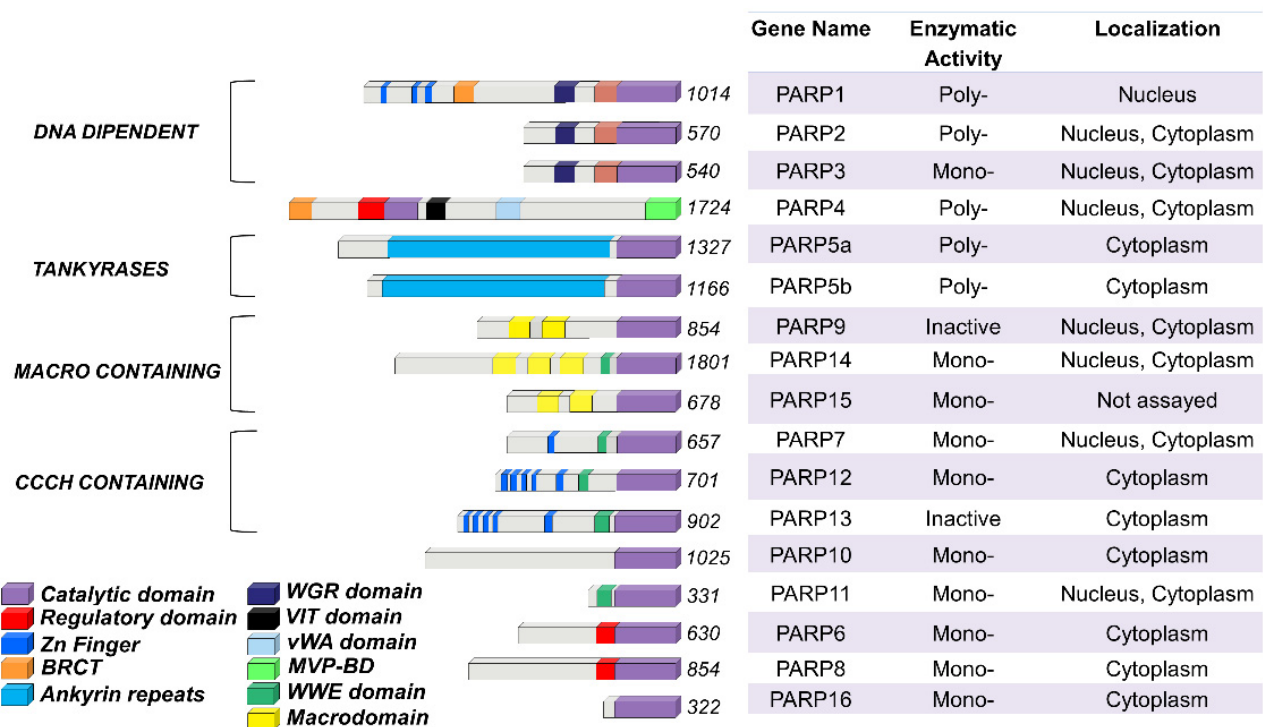 Gene Name Enzymatic Activity Localization
DNA DIPENDENT
1014 PARP1 Poly- Nucleus
570 PARP2 Poly- Nucleus, Cytoplasm
540 PARP3 Mono- Nucleus, Cytoplasm
1724 PARP4 Poly- Nucleus, Cytoplasm
TANKYRASES
1327 PARP5a Poly- Cytoplasm
1166 PARP5b Poly- Cytoplasm
MACRO CONTAINING
854 PARP9 Inactive Nucleus, Cytoplasm
1801 PARP14 Mono- Nucleus, Cytoplasm
678 PARP15 Mono- Not assayed
CCCH CONTAINING
657 PARP7 Mono- Nucleus, Cytoplasm
701 PARP12 Mono- Cytoplasm
902 PARP13 Inactive Cytoplasm
1025 PARP10 Mono- Cytoplasm
331 PARP11 Mono- Nucleus, Cytoplasm
630 PARP6 Mono- Cytoplasm
854 PARP8 Mono- Cytoplasm
322 PARP16 Mono- Cytoplasm
Catalytic domain
Regulatory domain
Zn Finger
BRCT
Ankyrin repeats
WGR domain
VIT domain
vWA domain
MVP-BD
WWE domain
Macrodomain